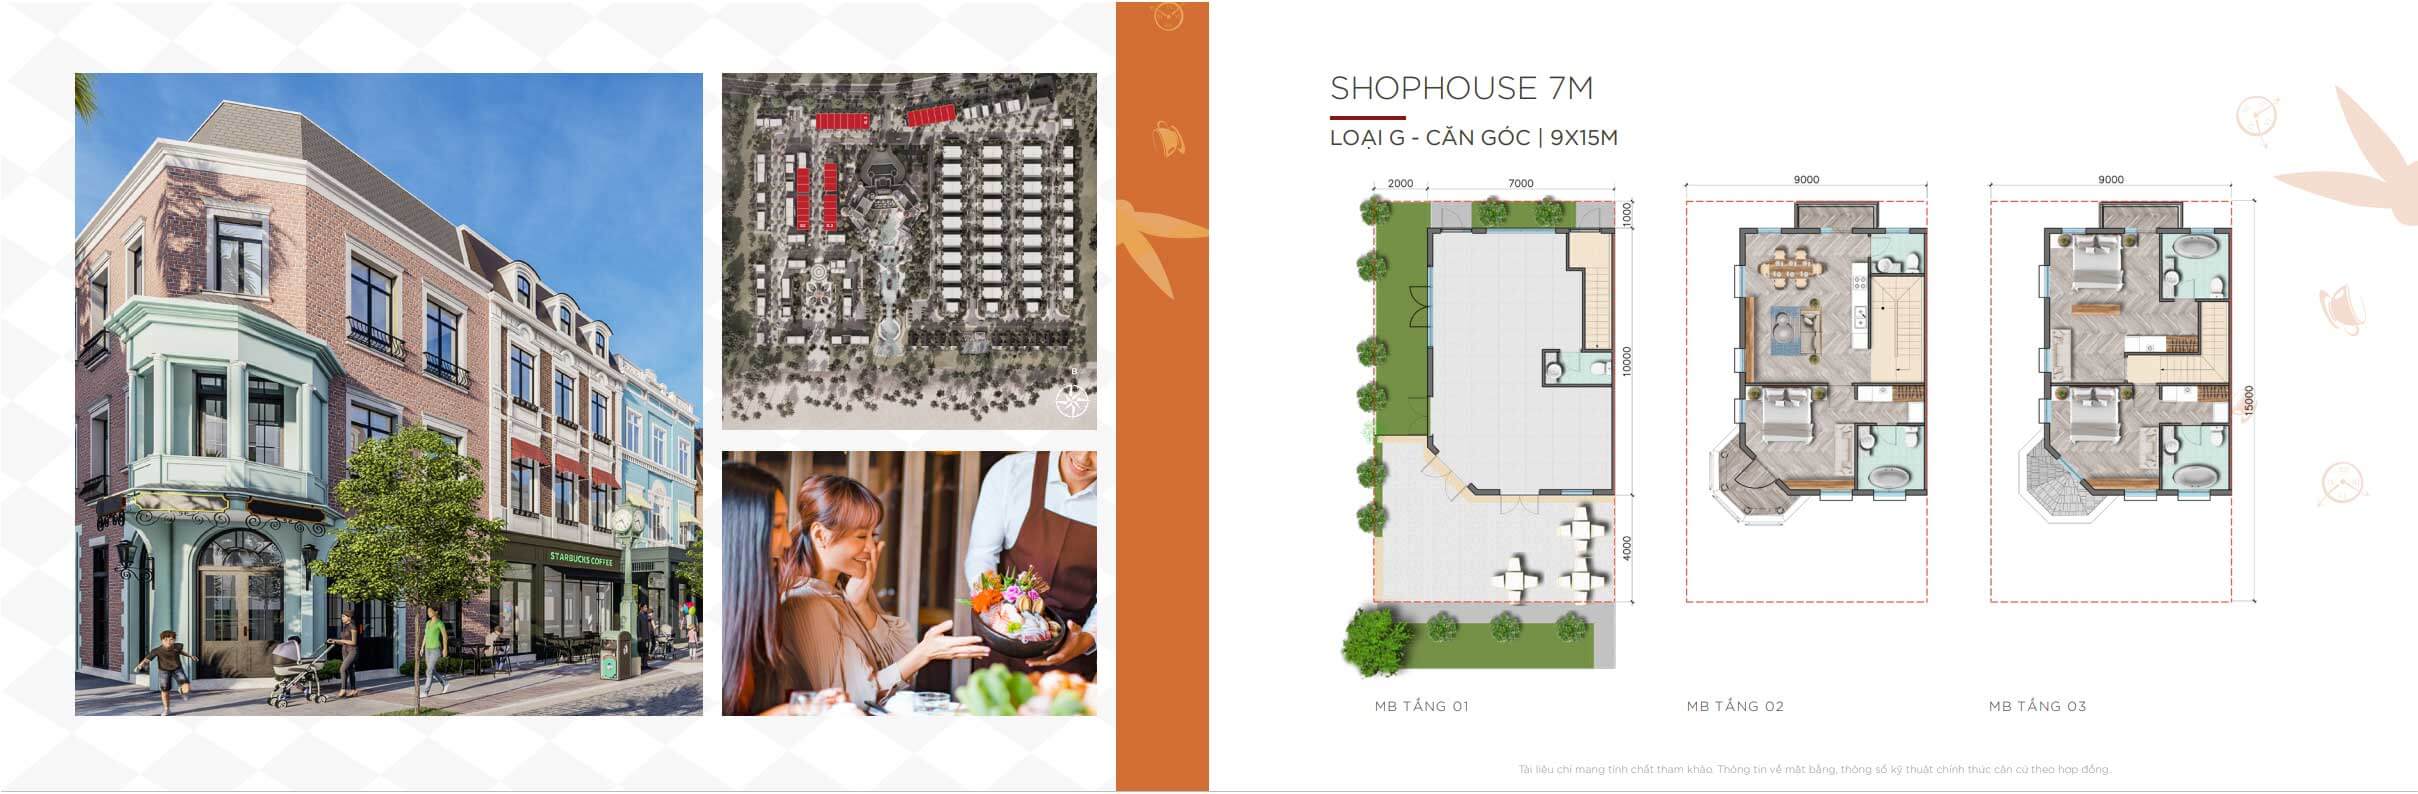 STARBUCKS COFFEE
B
SHOPHOUSE 7M
LOẠI G - CĂN GÓC | 9X15M
2000
7000
1000
10000
4000
9000
9000
15000
MB TẦNG 01
MB TẦNG 02
MB TẦNG 03
Tài liệu chỉ mang tính chất tham khảo. Thông tin về mặt bằng, thông số kỹ thuật chính thức căn cứ theo hợp đồng.